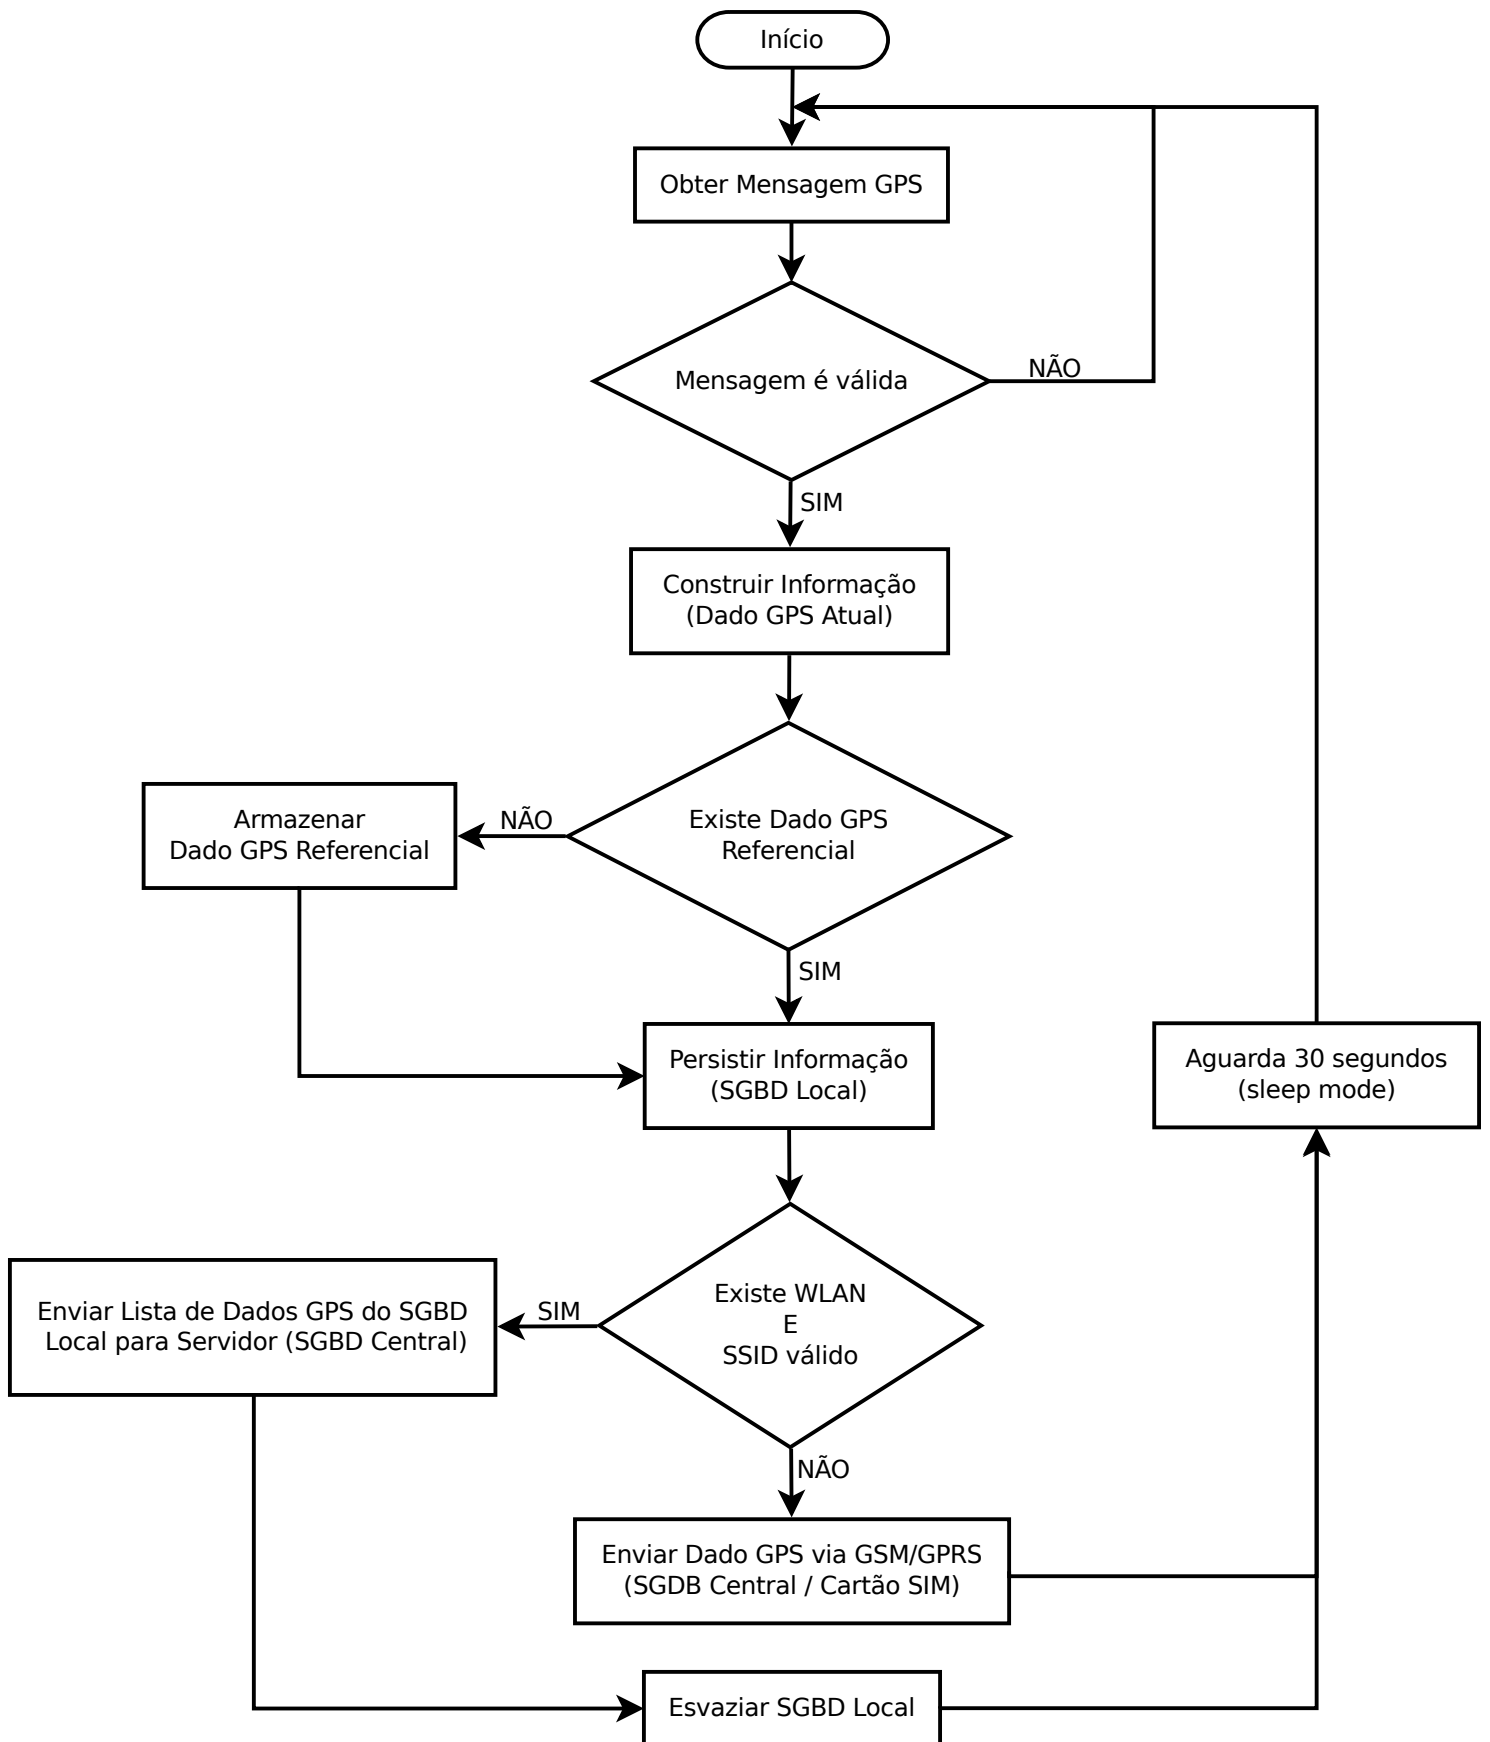 Início
Obter Mensagem GPS
Mensagem é válida
NÃO
SIM
Construir Informação
(Dado GPS Atual)
Existe Dado GPS
Referencial
NÃO
Armazenar
Dado GPS Referencial
SIM
Persistir Informação
(SGBD Local)
Aguarda 30 segundos
(sleep mode)
Existe WLAN
E
SSID válido
SIM
Enviar Lista de Dados GPS do SGBD
Local para Servidor (SGBD Central)
NÃO
Enviar Dado GPS via GSM/GPRS
(SGDB Central / Cartão SIM)
Esvaziar SGBD Local